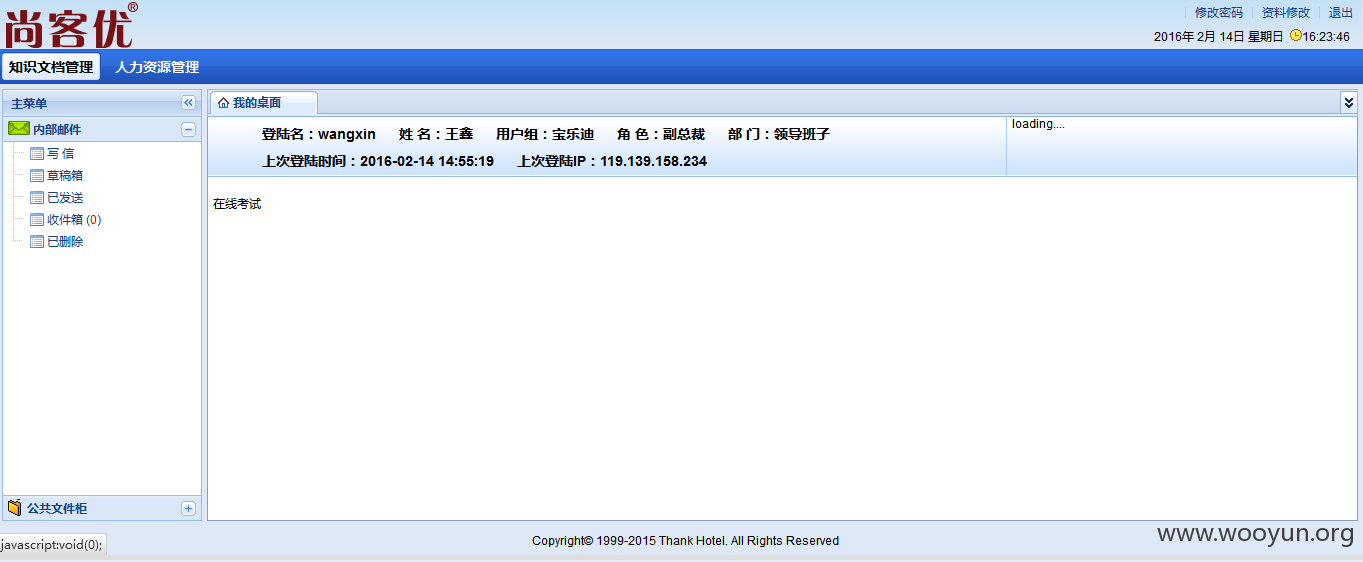 尚客优®
修改密码 资料修改 退出
2016年 2月 14日 星期日 16:23:46
知识文档管理 人力资源管理
主菜单
我的桌面
内部邮件
写 信
草稿箱
已发送
收件箱 (0)
已删除
登陆名：wangxin 姓 名：王鑫 用户组：宝乐迪 角 色：副总裁 部 门：领导班子
上次登陆时间：2016-02-14 14:55:19 上次登陆IP：119.139.158.234
loading....
在线考试
公共文件柜
Copyright© 1999-2015 Thank Hotel. All Rights Reserved
www.wooyun.org
javascript:void(0);